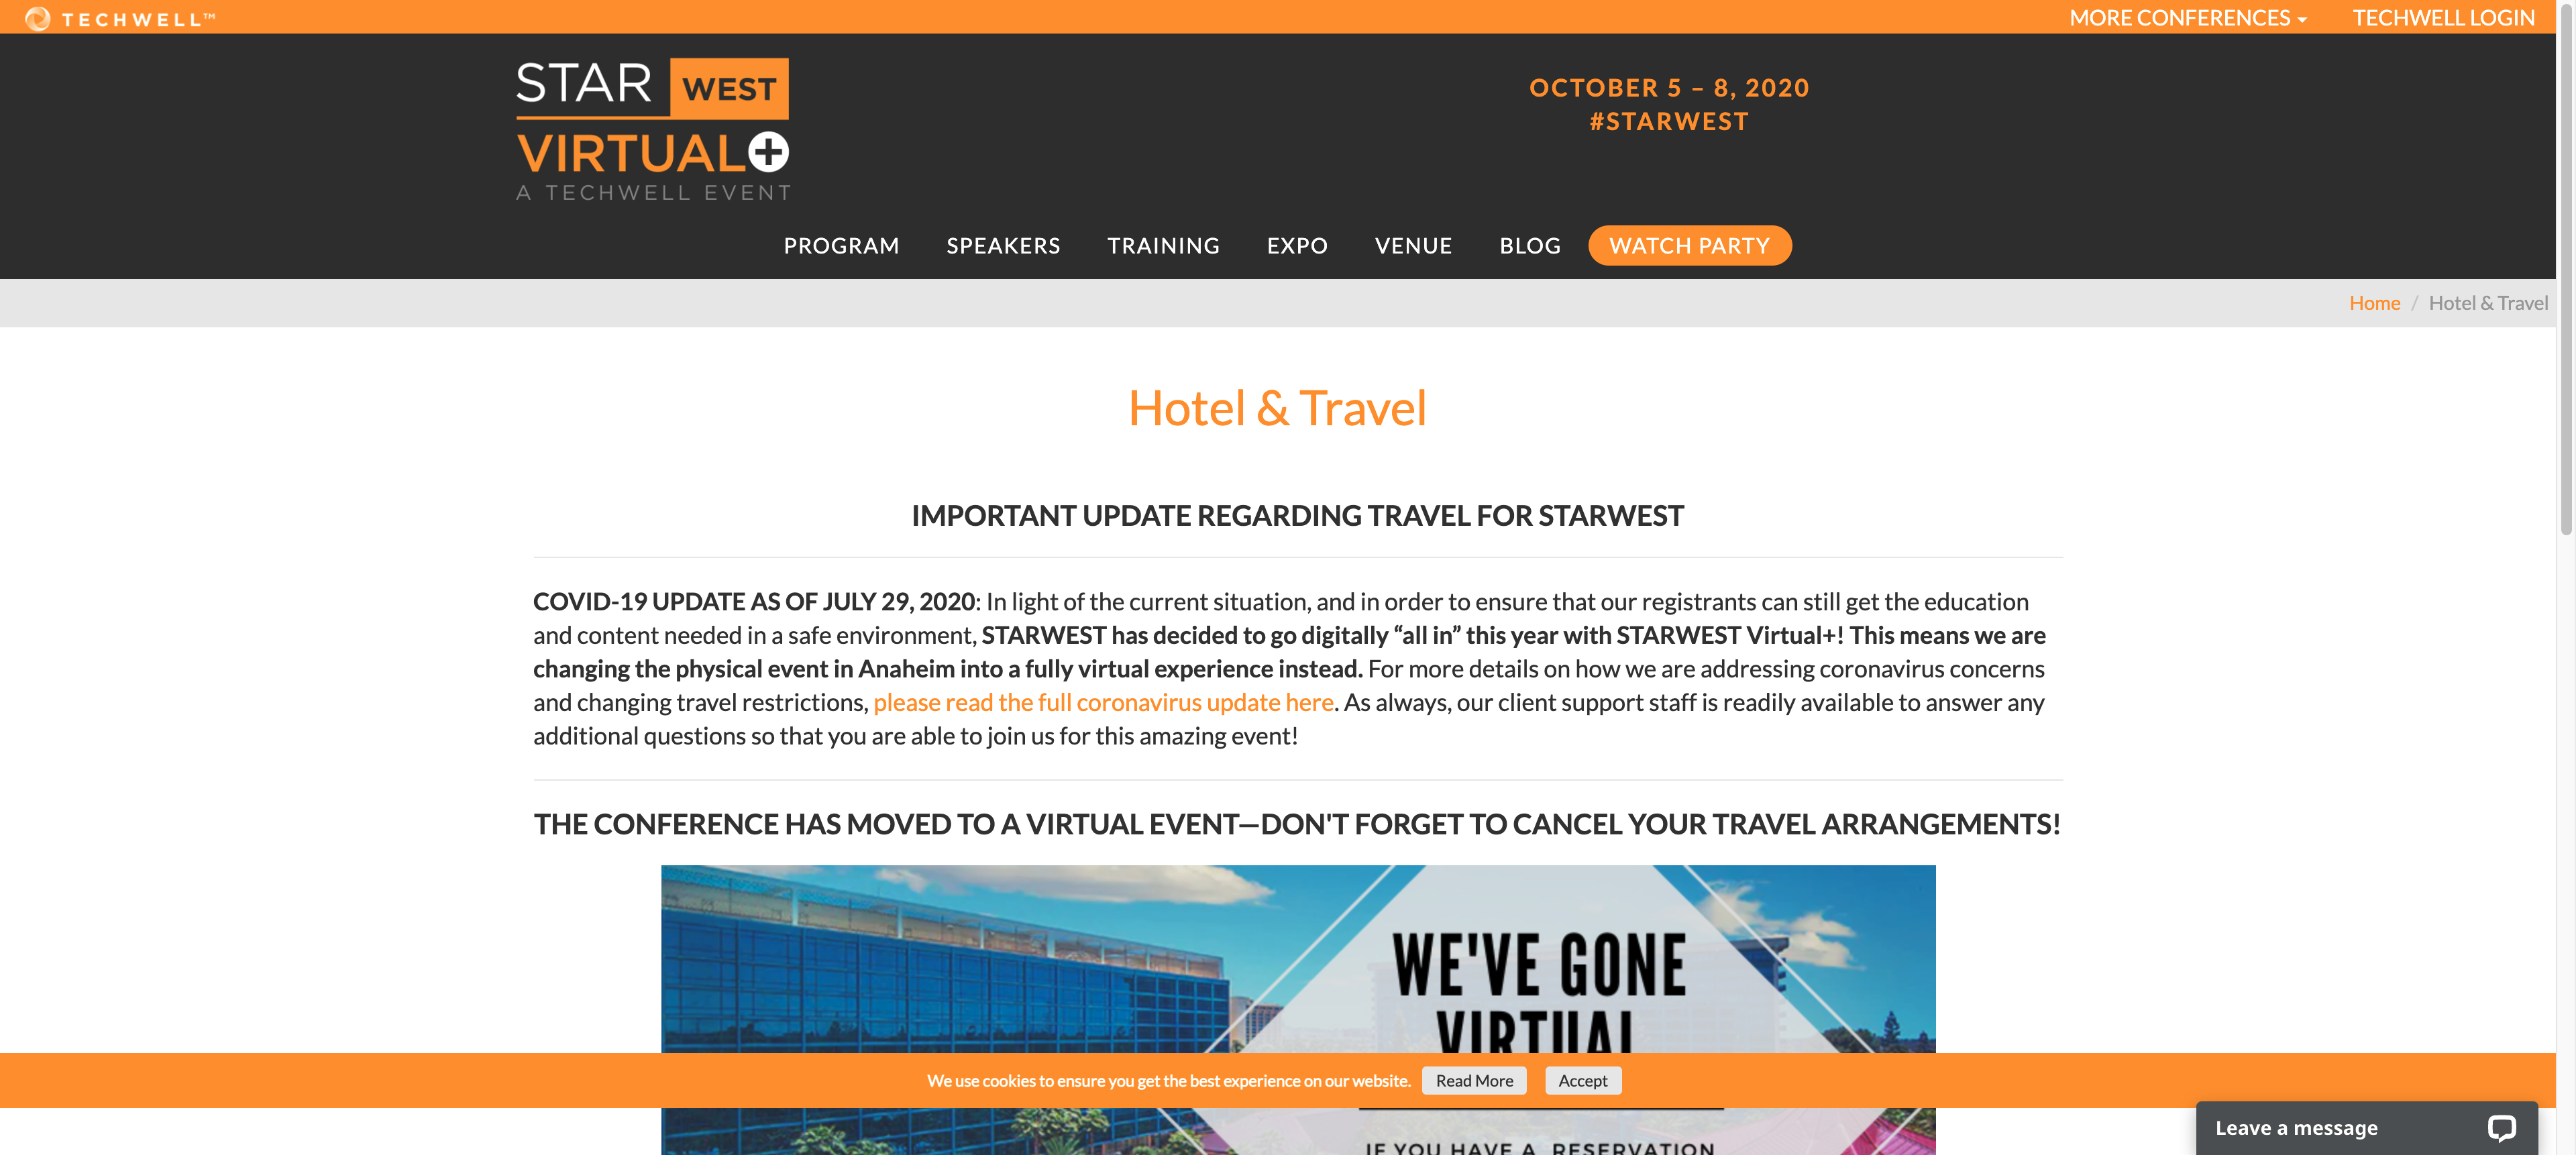 TECHWELL™
MORE CONFERENCES
TECHWELL LOGIN
STAR WEST
VIRTUAL+
A TECHWELL EVENT
OCTOBER 5 – 8, 2020
#STARWEST
PROGRAM SPEAKERS TRAINING EXPO VENUE BLOG WATCH PARTY
Home / Hotel & Travel
Hotel & Travel
IMPORTANT UPDATE REGARDING TRAVEL FOR STARWEST
COVID-19 UPDATE AS OF JULY 29, 2020: In light of the current situation, and in order to ensure that our registrants can still get the education
and content needed in a safe environment, STARWEST has decided to go digitally “all in” this year with STARWEST Virtual+! This means we are
changing the physical event in Anaheim into a fully virtual experience instead. For more details on how we are addressing coronavirus concerns
and changing travel restrictions, please read the full coronavirus update here. As always, our client support staff is readily available to answer any
additional questions so that you are able to join us for this amazing event!
THE CONFERENCE HAS MOVED TO A VIRTUAL EVENT—DON'T FORGET TO CANCEL YOUR TRAVEL ARRANGEMENTS!
WE'VE GONE
VIRTUAL
We use cookies to ensure you get the best experience on our website. Read More Accept
IF YOU HAVE A RESERVATION
Leave a message